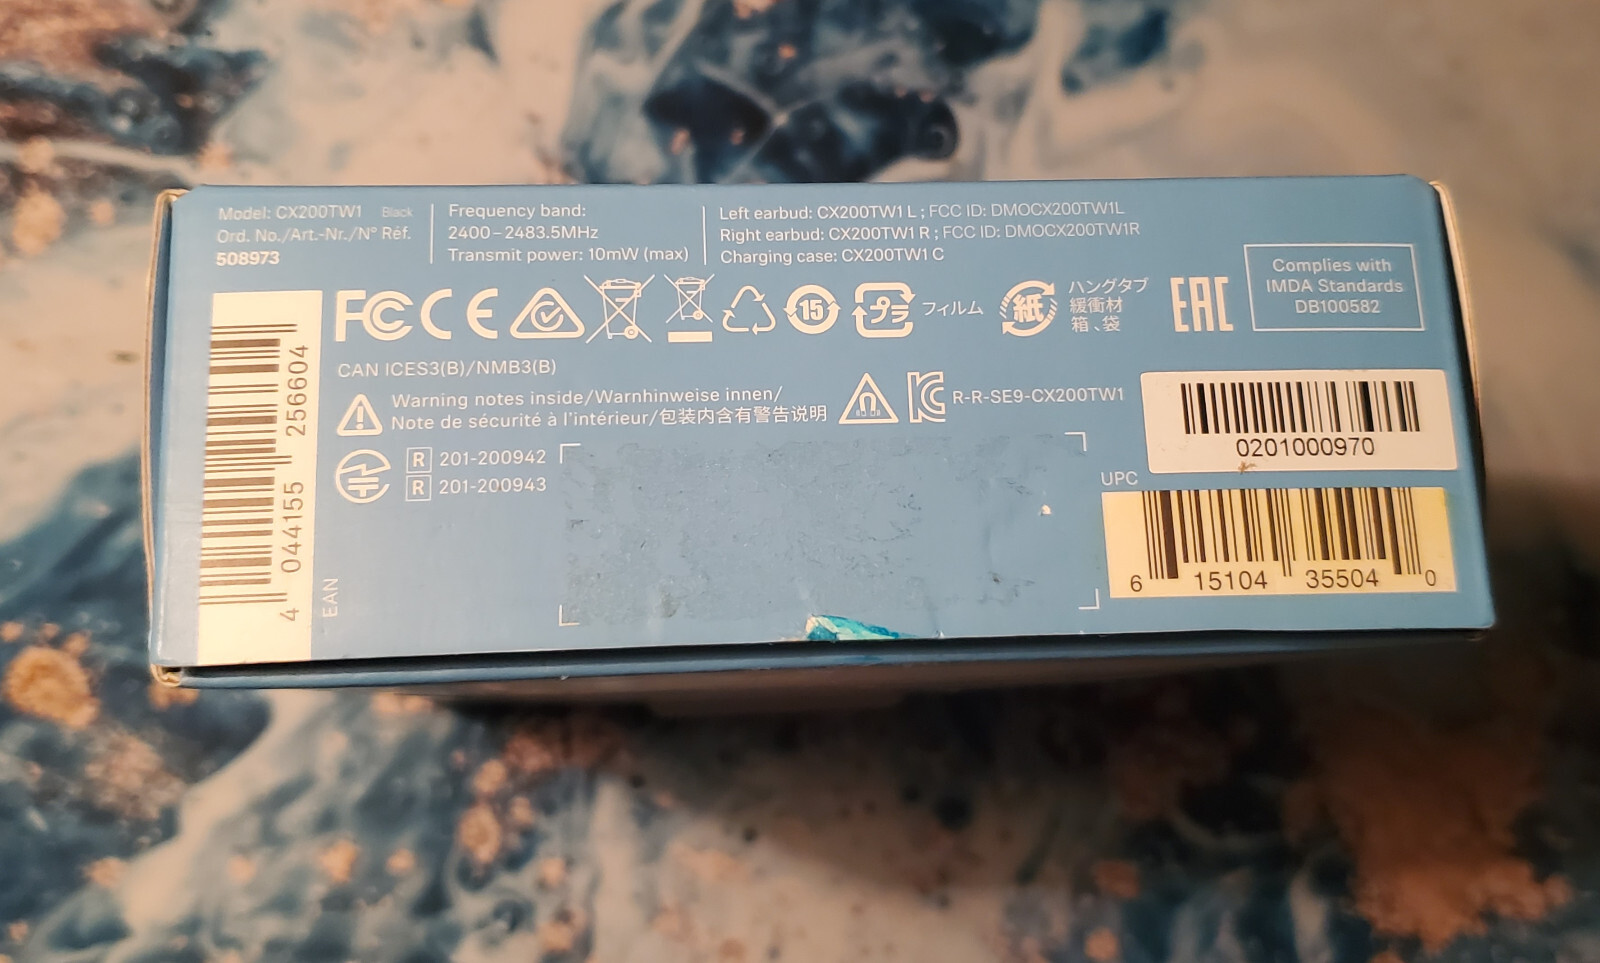 Model: CX200TW1 Black
Ord. No./Art.-Nr./N° Réf.
508973
Frequency band:
2400–2483.5MHz
Transmit power: 10mW (max)
Left earbud: CX200TW1 L ; FCC ID: DMOCX200TW1L
Right earbud: CX200TW1 R ; FCC ID: DMOCX200TW1R
Charging case: CX200TW1 C
FC CE
15
プラ
フィルム
紙
ハングタブ
緩衝材
箱、袋
EAC
Complies with
IMDA Standards
DB100582
4 044155 256604
EAN
CAN ICES3(B)/NMB3(B)
Warning notes inside/Warnhinweise innen/
Note de sécurité à l'intérieur/包装内含有警告说明
R-R-SE9-CX200TW1
R 201-200942
R 201-200943
0201000970
UPC
6 15104 35504 0